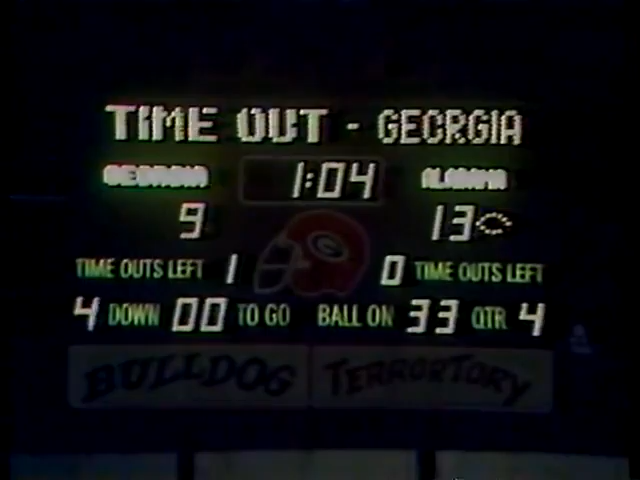 TIME OUT - GEORGIA
GEORGIA 1:04 ALABAMA
9 13
TIME OUTS LEFT 1 0 TIME OUTS LEFT
4 DOWN 00 TO GO BALL ON 33 QTR 4
BULLDOG TERRORTORY